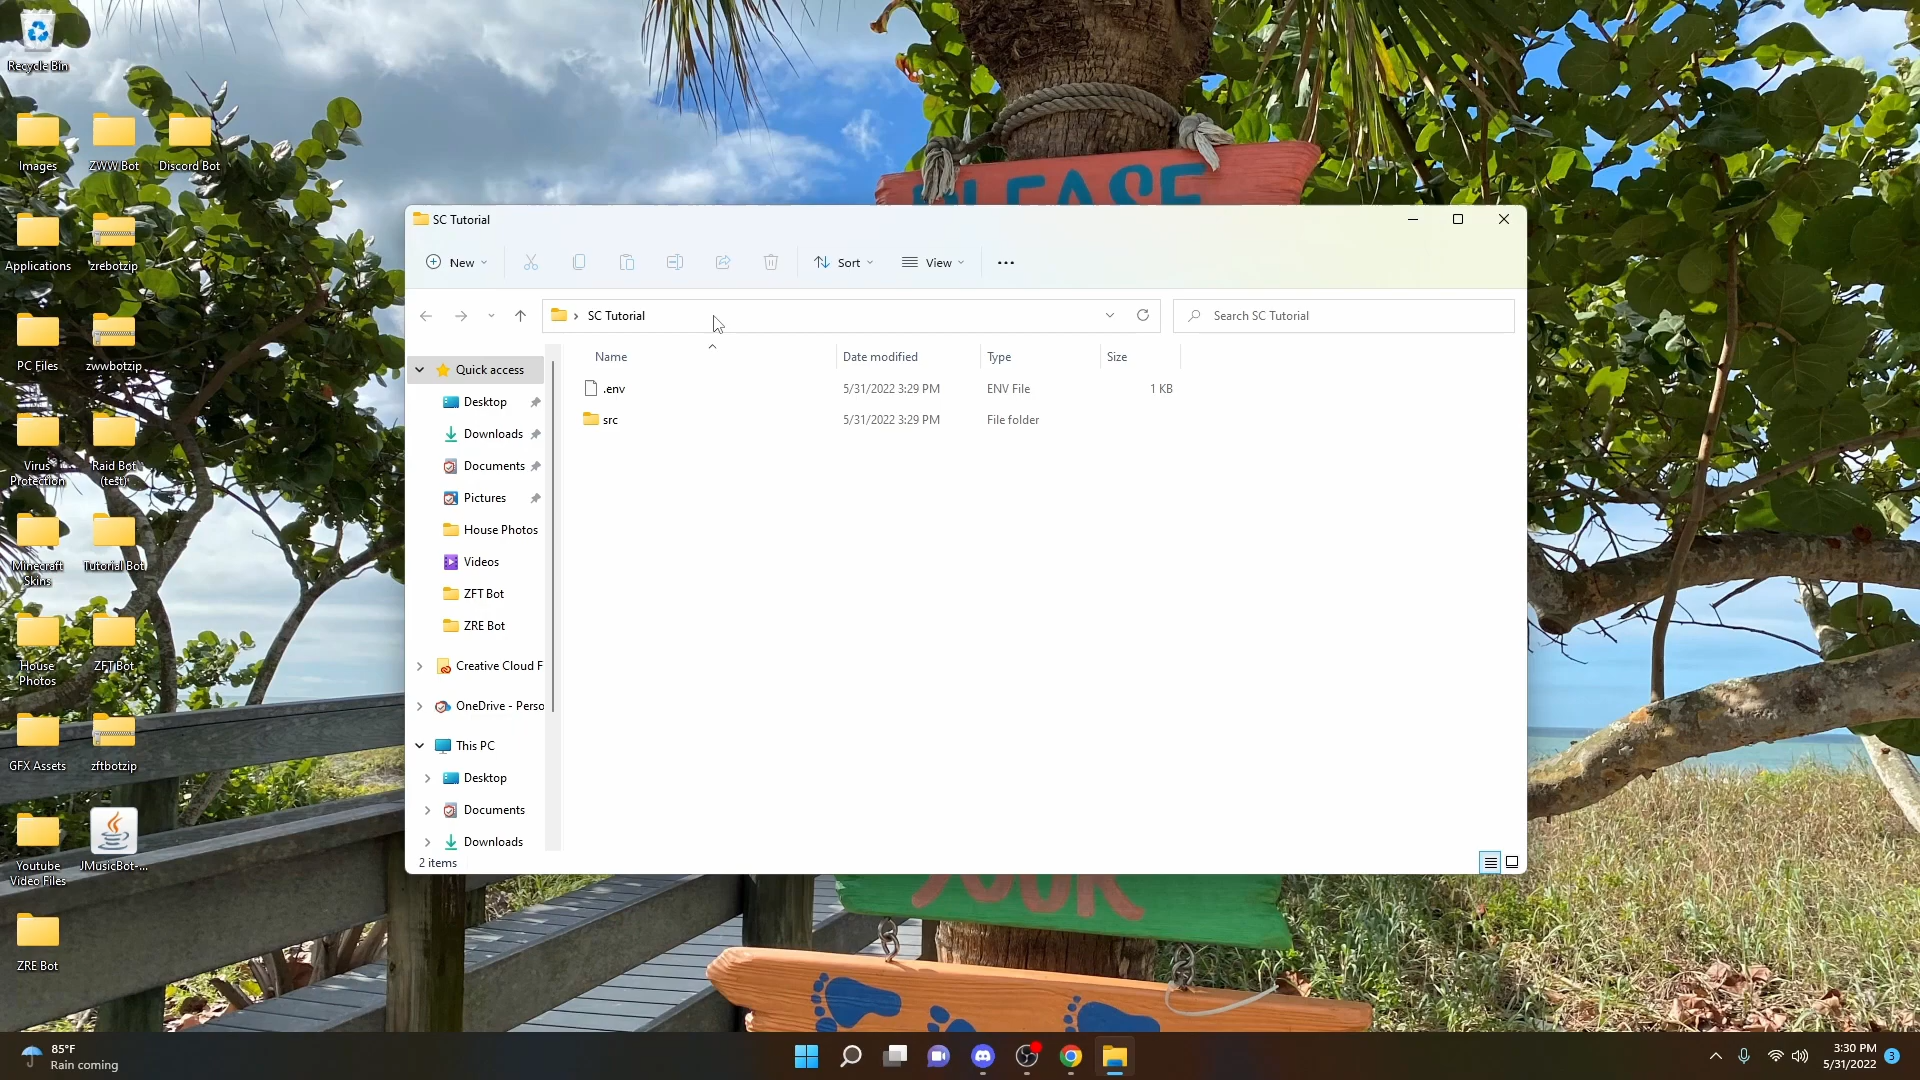 Recycle Bin
Images
ZWW Bot
Discord Bot
Applications
zrebotzip
PC Files
zwwbotzip
Virus
Protection
Raid Bot
(test)
Minecraft
Skins
Tutorial Bot
House
Photos
ZFT Bot
GFX Assets
zftbotzip
Youtube
Video Files
JMusicBot-...
ZRE Bot
PLEASE
SC Tutorial
New
Sort
View
SC Tutorial
Search SC Tutorial
Name
Date modified
Type
Size
.env
5/31/2022 3:29 PM
ENV File
1 KB
src
5/31/2022 3:29 PM
File folder
Quick access
Desktop
Downloads
Documents
Pictures
House Photos
Videos
ZFT Bot
ZRE Bot
Creative Cloud F
OneDrive - Perso
This PC
Desktop
Documents
Downloads
2 items
YOUR
85°F
Rain coming
3:30 PM
5/31/2022
3